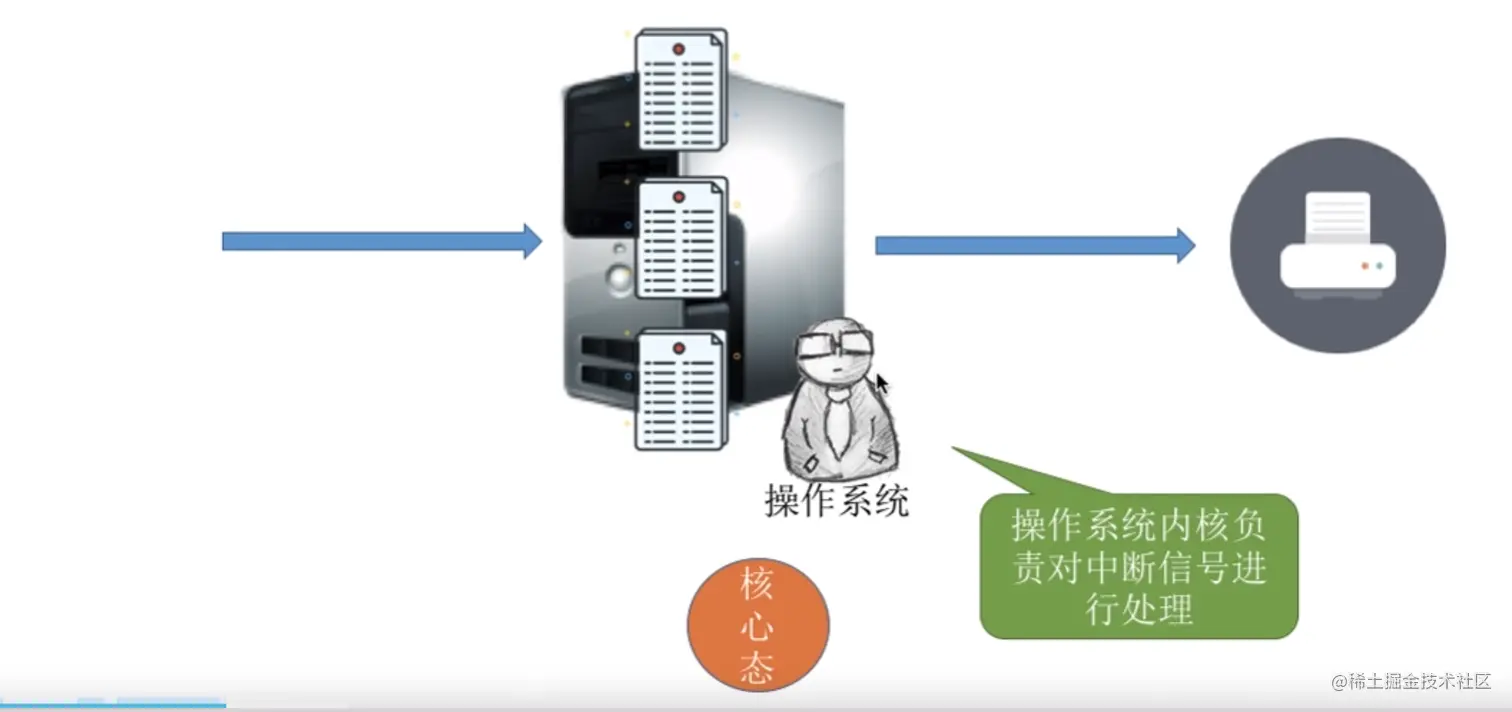 操作系统
操作系统内核负
责对中断信号进
行处理
核
心
态
@稀土掘金技术社区